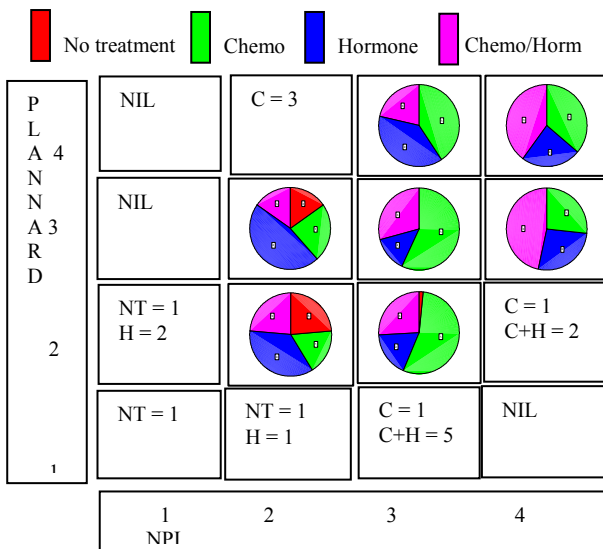 No treatment Chemo Hormone Chemo/Horm
PLANNARD
4
NIL
C = 3
3
NIL
2
NT = 1
H = 2
C = 1
C+H = 2
1
NT = 1
NT = 1
H = 1
C = 1
C+H = 5
NIL
1 2 3 4
NPI